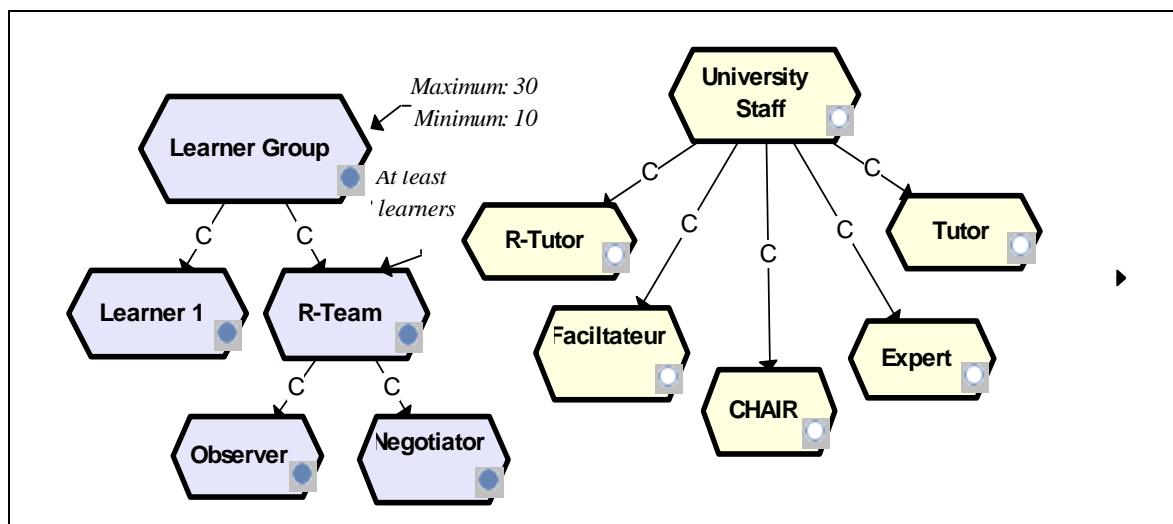 Maximum: 30
Minimum: 10
Learner Group
At least
learners
C
C
Learner 1
R-Team
C
C
Observer
Negotiator
University
Staff
C
C
C
C
C
R-Tutor
Tutor
Faciltateur
Expert
CHAIR